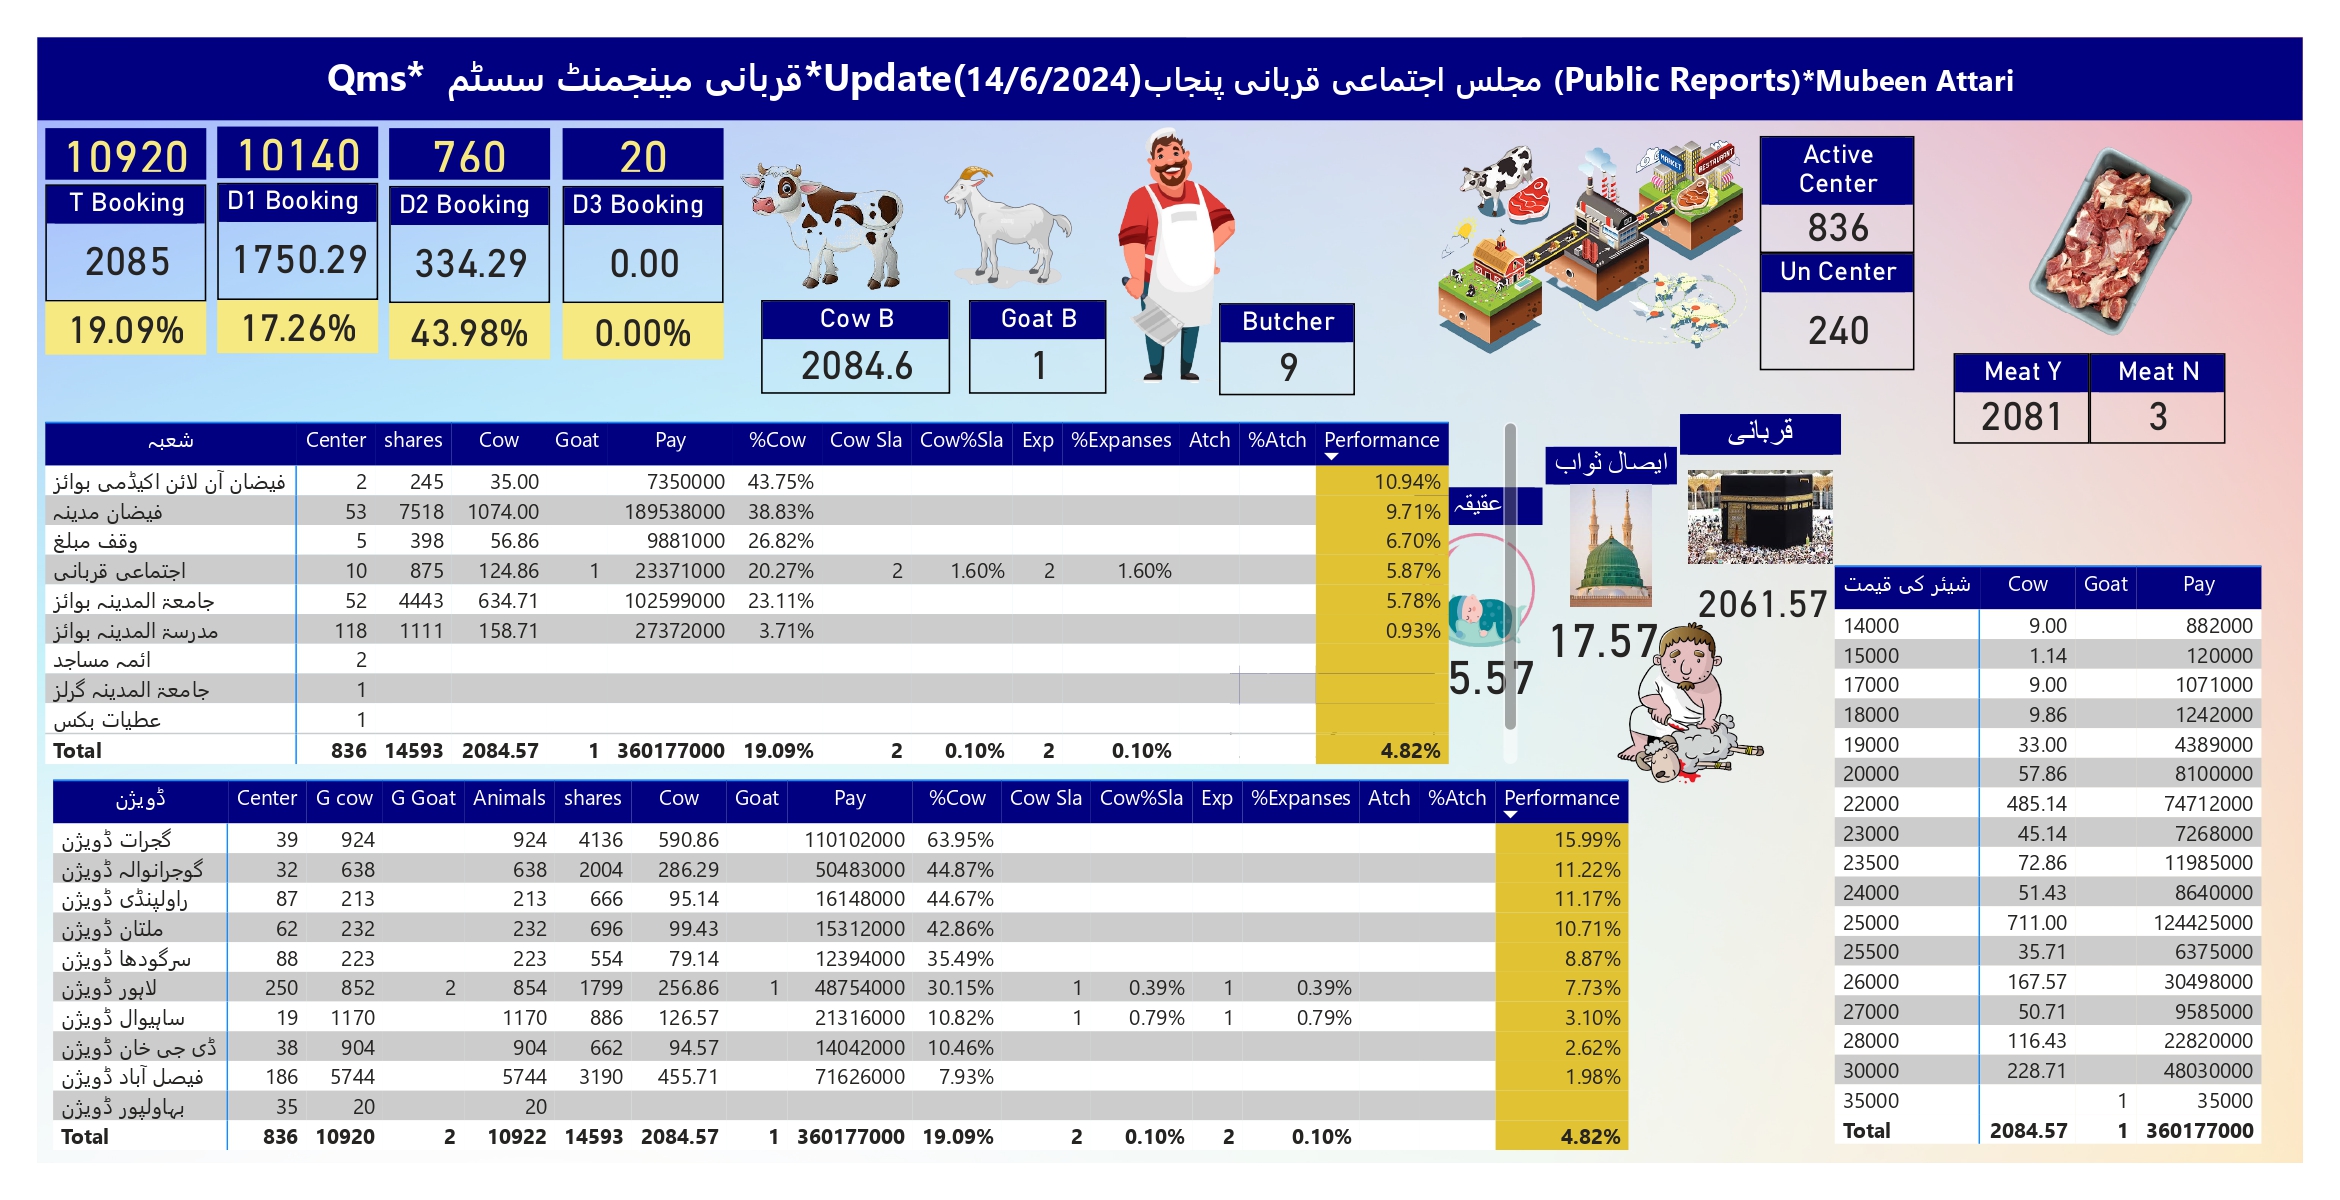 Qms* قربانی مینجمنٹ سسٹم*Update(14/6/2024)مجلس اجتماعی قربانی پنجاب (Public Reports)*Mubeen Attari
10920 10140 760 20
T Booking D1 Booking D2 Booking D3 Booking
2085 1750.29 334.29 0.00
19.09% 17.26% 43.98% 0.00%
Cow B Goat B Butcher
2084.6 1 9
MARKET RESTAURANT
Active Center
836
Un Center
240
Meat Y Meat N
2081 3
شعبہ Center shares Cow Goat Pay %Cow Cow Sla Cow%Sla Exp %Expanses Atch %Atch Performance
فیضان آن لائن اکیڈمی بوائز 2 245 35.00 7350000 43.75% 10.94%
فیضان مدینہ 53 7518 1074.00 189538000 38.83% 9.71%
وقف مبلغ 5 398 56.86 9881000 26.82% 6.70%
اجتماعی قربانی 10 875 124.86 1 23371000 20.27% 2 1.60% 2 1.60% 5.87%
جامعۃ المدینہ بوائز 52 4443 634.71 102599000 23.11% 5.78%
مدرسۃ المدینہ بوائز 118 1111 158.71 27372000 3.71% 0.93%
ائمہ مساجد 2
جامعۃ المدینہ گرلز 1
عطیات بکس 1
Total 836 14593 2084.57 1 360177000 19.09% 2 0.10% 2 0.10% 4.82%
عقیقہ
5.57
ایصال ثواب
17.57
قربانی
2061.57
ڈویژن Center G cow G Goat Animals shares Cow Goat Pay %Cow Cow Sla Cow%Sla Exp %Expanses Atch %Atch Performance
گجرات ڈویژن 39 924 924 4136 590.86 110102000 63.95% 15.99%
گوجرانوالہ ڈویژن 32 638 638 2004 286.29 50483000 44.87% 11.22%
راولپنڈی ڈویژن 87 213 213 666 95.14 16148000 44.67% 11.17%
ملتان ڈویژن 62 232 232 696 99.43 15312000 42.86% 10.71%
سرگودھا ڈویژن 88 223 223 554 79.14 12394000 35.49% 8.87%
لاہور ڈویژن 250 852 2 854 1799 256.86 1 48754000 30.15% 1 0.39% 1 0.39% 7.73%
ساہیوال ڈویژن 19 1170 1170 886 126.57 21316000 10.82% 1 0.79% 1 0.79% 3.10%
ڈی جی خان ڈویژن 38 904 904 662 94.57 14042000 10.46% 2.62%
فیصل آباد ڈویژن 186 5744 5744 3190 455.71 71626000 7.93% 1.98%
بہاولپور ڈویژن 35 20 20
Total 836 10920 2 10922 14593 2084.57 1 360177000 19.09% 2 0.10% 2 0.10% 4.82%
شیئر کی قیمت Cow Goat Pay
14000 9.00 882000
15000 1.14 120000
17000 9.00 1071000
18000 9.86 1242000
19000 33.00 4389000
20000 57.86 8100000
22000 485.14 74712000
23000 45.14 7268000
23500 72.86 11985000
24000 51.43 8640000
25000 711.00 124425000
25500 35.71 6375000
26000 167.57 30498000
27000 50.71 9585000
28000 116.43 22820000
30000 228.71 48030000
35000 1 35000
Total 2084.57 1 360177000